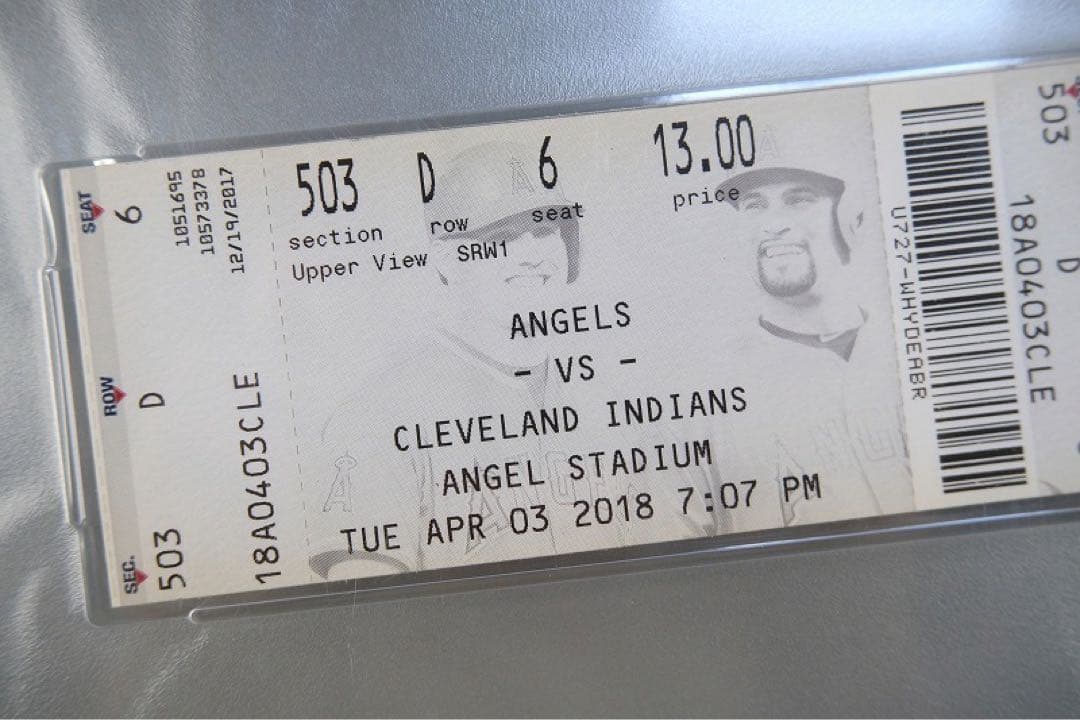 SEAT
6
ROW
D
SEC.
503
1051695
10573378
12/19/2017
18A0403CLE
503 D 6 13.00
section row seat price
Upper View SRW1
ANGELS
- VS -
CLEVELAND INDIANS
ANGEL STADIUM
TUE APR 03 2018 7:07 PM
U727-WHYDEABR
18A0403CLE
503
D